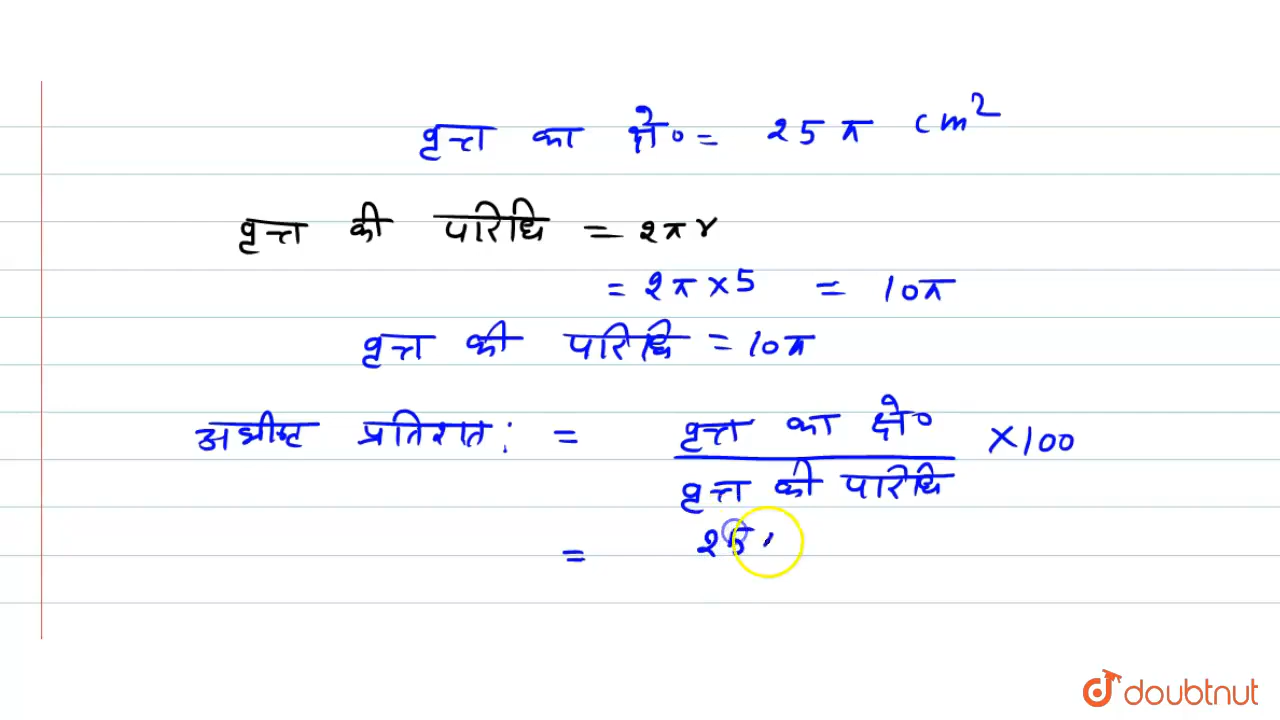 वृत्त का क्षे० = 25π cm²
वृत्त की परिधि = 2πr
= 2π×5 = 10π
वृत्त की परिधि = 10π
अभीष्ट प्रतिशत : = वृत्त का क्षे० / वृत्त की परिधि ×100
= 25
doubtnut